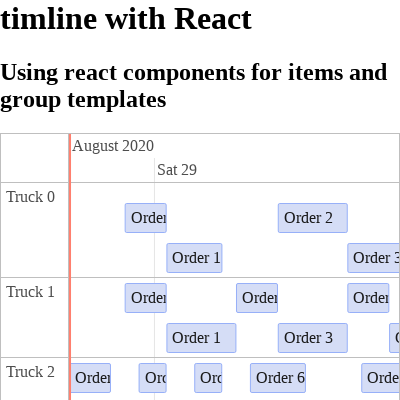 timline with React
Using react components for items and
group templates
August 2020
Sat 29
Truck 0
Order
Order 2
Order 1
Order 3
Truck 1
Order
Order
Order
Order 1
Order 3
Truck 2
Order
Or
Or
Order 6
Orde